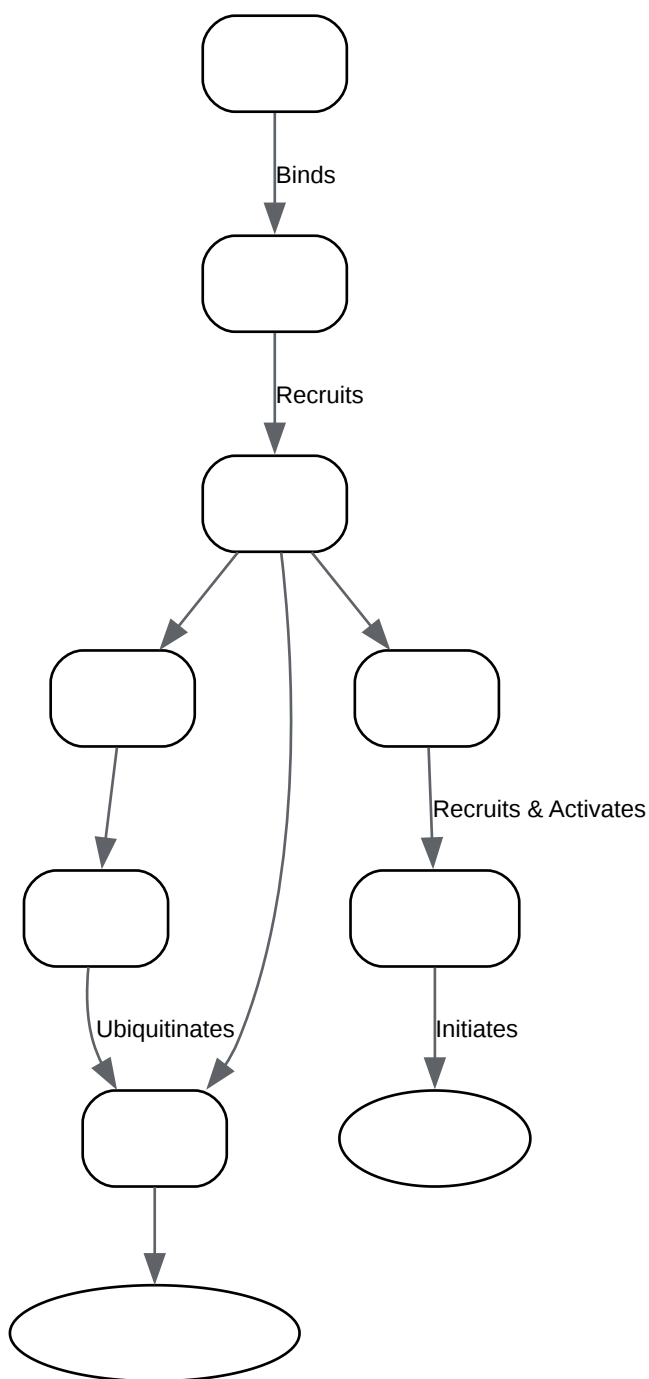 Binds
Recruits
Recruits & Activates
Ubiquitinates
Initiates